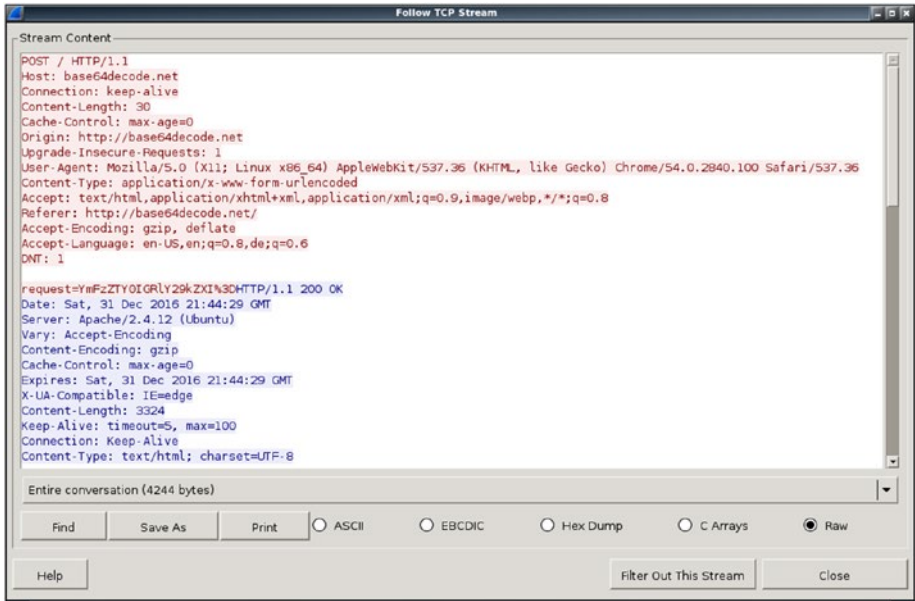 Follow TCP Stream
Stream Content
POST / HTTP/1.1
Host: base64decode.net
Connection: keep-alive
Content-Length: 30
Cache-Control: max-age=0
Origin: http://base64decode.net
Upgrade-Insecure-Requests: 1
User-Agent: Mozilla/5.0 (X11; Linux x86_64) AppleWebKit/537.36 (KHTML, like Gecko) Chrome/54.0.2840.100 Safari/537.36
Content-Type: application/x-www-form-urlencoded
Accept: text/html,application/xhtml+xml,application/xml;q=0.9,image/webp,*/*;q=0.8
Referer: http://base64decode.net/
Accept-Encoding: gzip, deflate
Accept-Language: en-US,en;q=0.8,de;q=0.6
DNT: 1
request=YmFzZTY0IGRlY29kZXI%3DHTTP/1.1 200 OK
Date: Sat, 31 Dec 2016 21:44:29 GMT
Server: Apache/2.4.12 (Ubuntu)
Vary: Accept-Encoding
Content-Encoding: gzip
Cache-Control: max-age=0
Expires: Sat, 31 Dec 2016 21:44:29 GMT
X-UA-Compatible: IE=edge
Content-Length: 3324
Keep-Alive: timeout=5, max=100
Connection: Keep-Alive
Content-Type: text/html; charset=UTF-8
Entire conversation (4244 bytes)
Find Save As Print ASCII EBCDIC Hex Dump C Arrays Raw
Help Filter Out This Stream Close